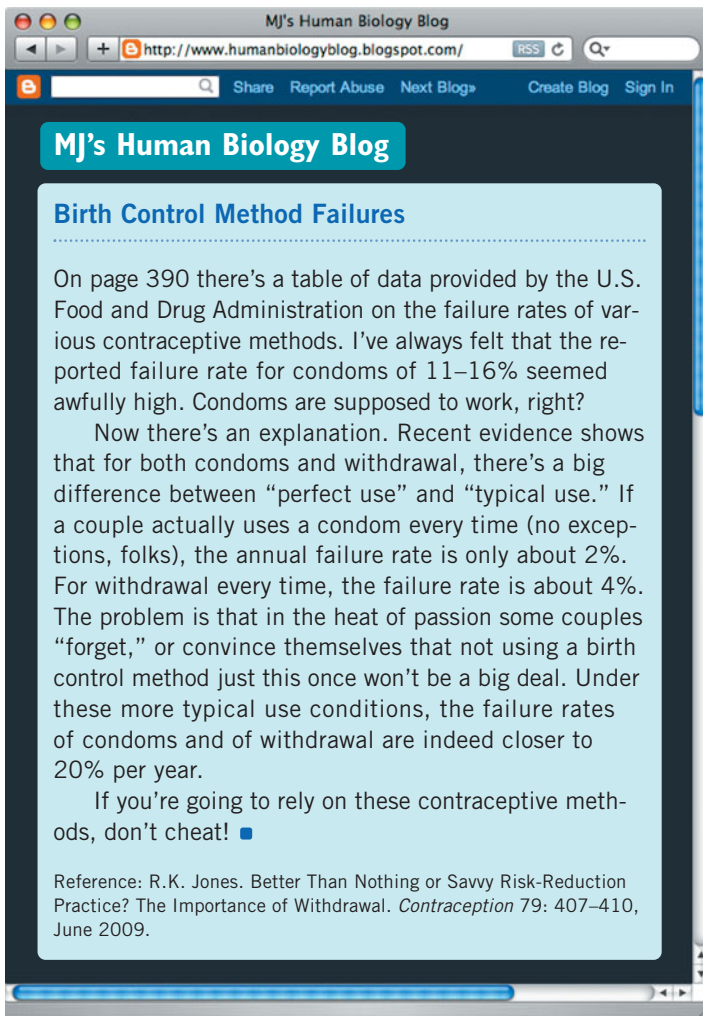 MJ's Human Biology Blog
http://www.humanbiologyblog.blogspot.com/
RSS
Share Report Abuse Next Blog» Create Blog Sign In
MJ's Human Biology Blog
Birth Control Method Failures
On page 390 there's a table of data provided by the U.S.
Food and Drug Administration on the failure rates of var-
ious contraceptive methods. I've always felt that the re-
ported failure rate for condoms of 11–16% seemed
awfully high. Condoms are supposed to work, right?
Now there's an explanation. Recent evidence shows
that for both condoms and withdrawal, there's a big
difference between “perfect use” and “typical use.” If
a couple actually uses a condom every time (no excep-
tions, folks), the annual failure rate is only about 2%.
For withdrawal every time, the failure rate is about 4%.
The problem is that in the heat of passion some couples
“forget,” or convince themselves that not using a birth
control method just this once won't be a big deal. Under
these more typical use conditions, the failure rates
of condoms and of withdrawal are indeed closer to
20% per year.
If you're going to rely on these contraceptive meth-
ods, don't cheat!
Reference: R.K. Jones. Better Than Nothing or Savvy Risk-Reduction
Practice? The Importance of Withdrawal. Contraception 79: 407–410,
June 2009.